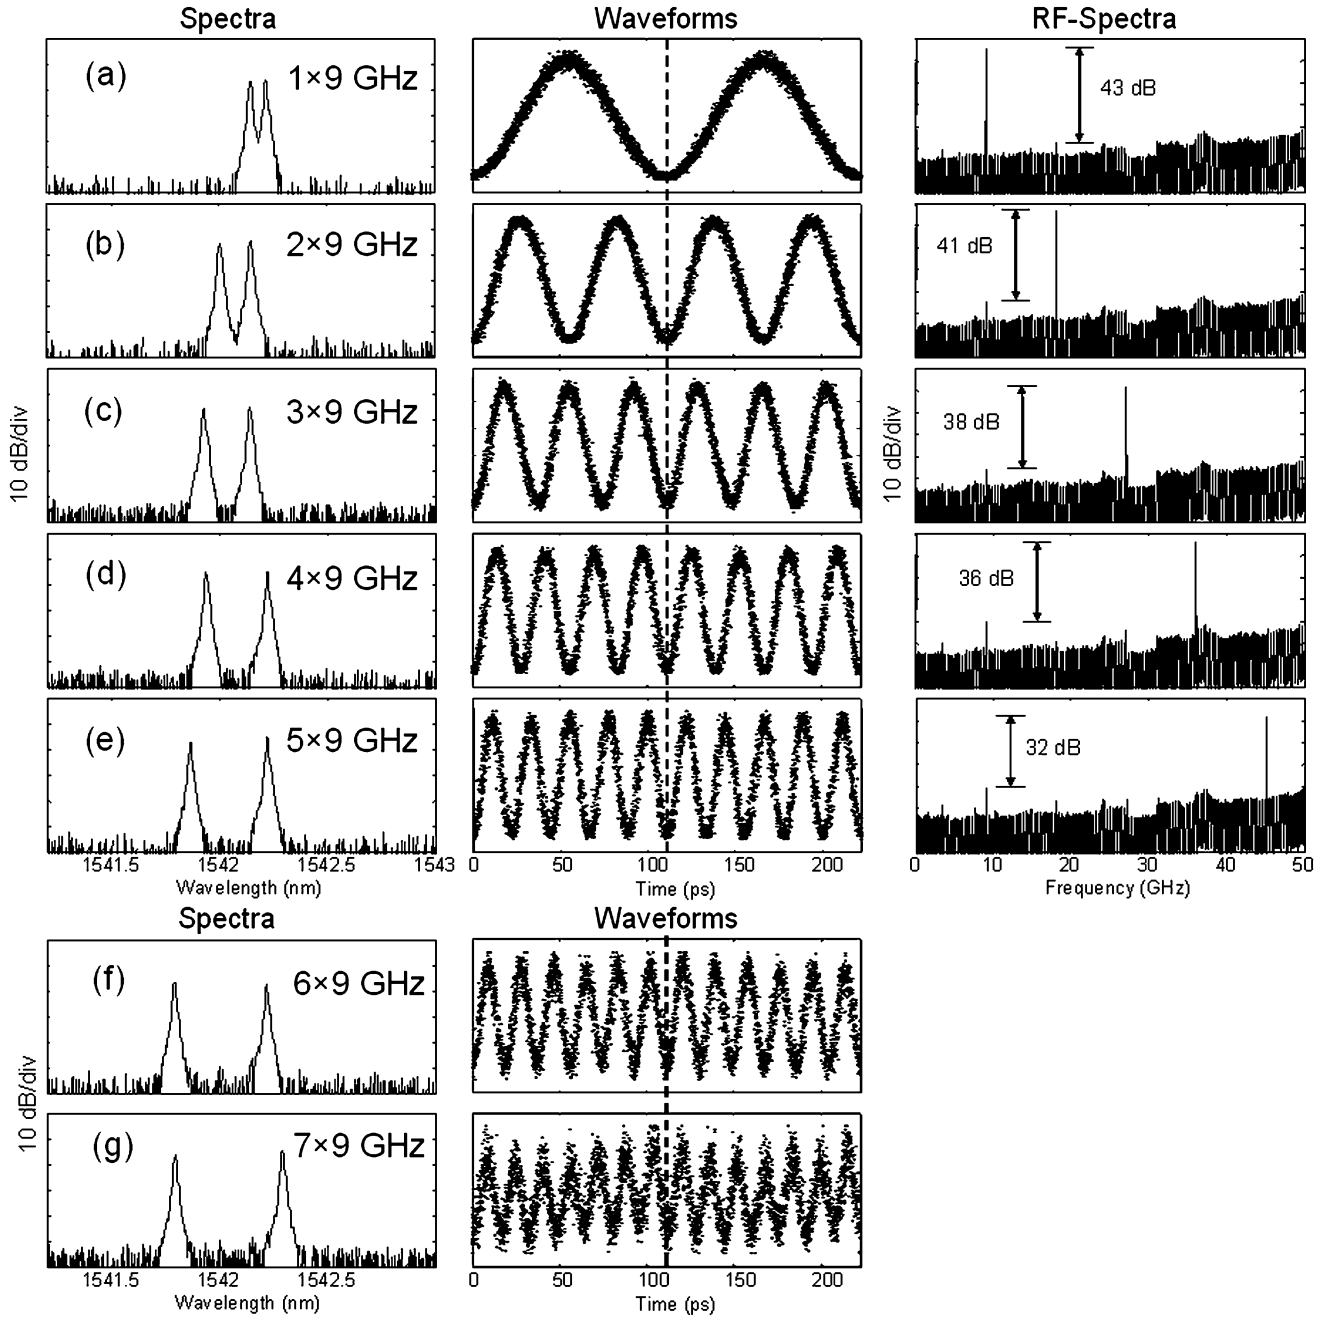 Spectra Waveforms RF-Spectra
(a) 1×9 GHz 43 dB
(b) 2×9 GHz 41 dB
(c) 3×9 GHz 38 dB
10 dB/div 10 dB/div
(d) 4×9 GHz 36 dB
(e) 5×9 GHz 32 dB
1541.5 1542 1542.5 1543 0 50 100 150 200 0 10 20 30 40 50
Wavelength (nm) Time (ps) Frequency (GHz)
Spectra Waveforms
(f) 6×9 GHz
10 dB/div
(g) 7×9 GHz
1541.5 1542 1542.5 0 50 100 150 200
Wavelength (nm) Time (ps)